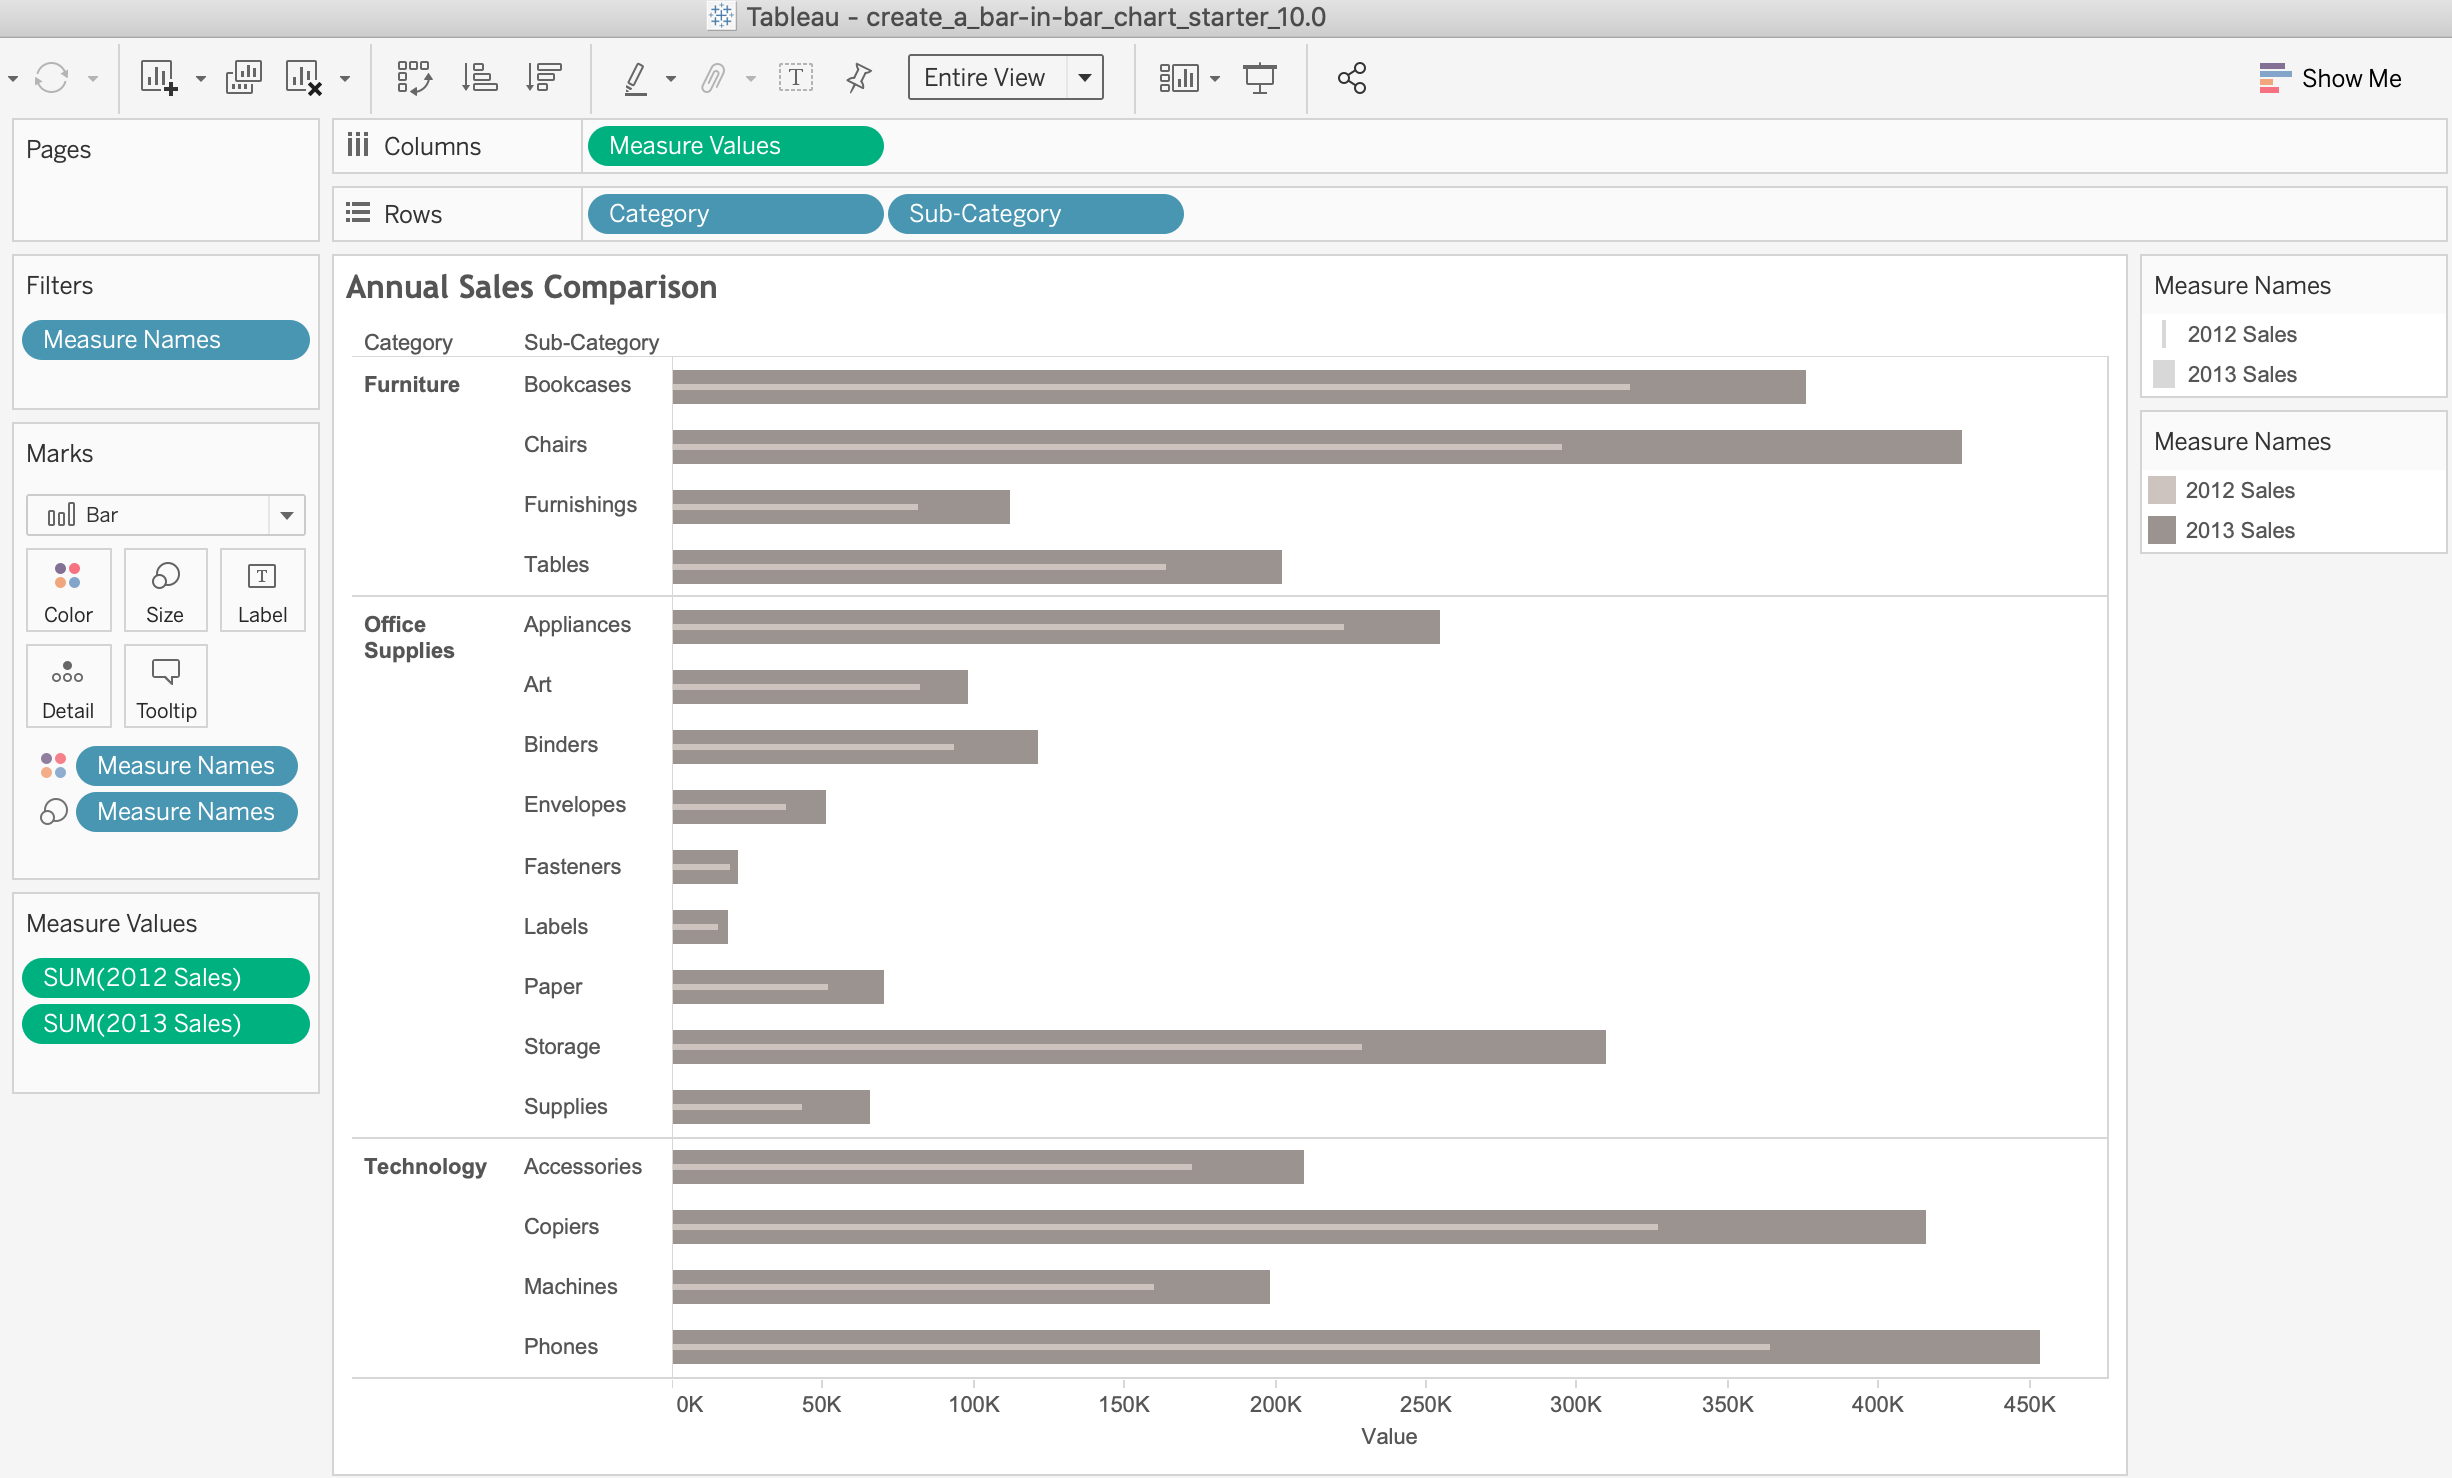 Tableau - create_a_bar-in-bar_chart_starter_10.0
T
Entire View
Show Me
Pages
Columns
Measure Values
Rows
Category
Sub-Category
Filters
Measure Names
Marks
Bar
Color
Size
T
Label
Detail
Tooltip
Measure Names
Measure Names
Measure Values
SUM(2012 Sales)
SUM(2013 Sales)
Annual Sales Comparison
Category
Sub-Category
Furniture
Bookcases
Chairs
Furnishings
Tables
Office
Supplies
Appliances
Art
Binders
Envelopes
Fasteners
Labels
Paper
Storage
Supplies
Technology
Accessories
Copiers
Machines
Phones
0K
50K
100K
150K
200K
250K
300K
350K
400K
450K
Value
Measure Names
2012 Sales
2013 Sales
Measure Names
2012 Sales
2013 Sales